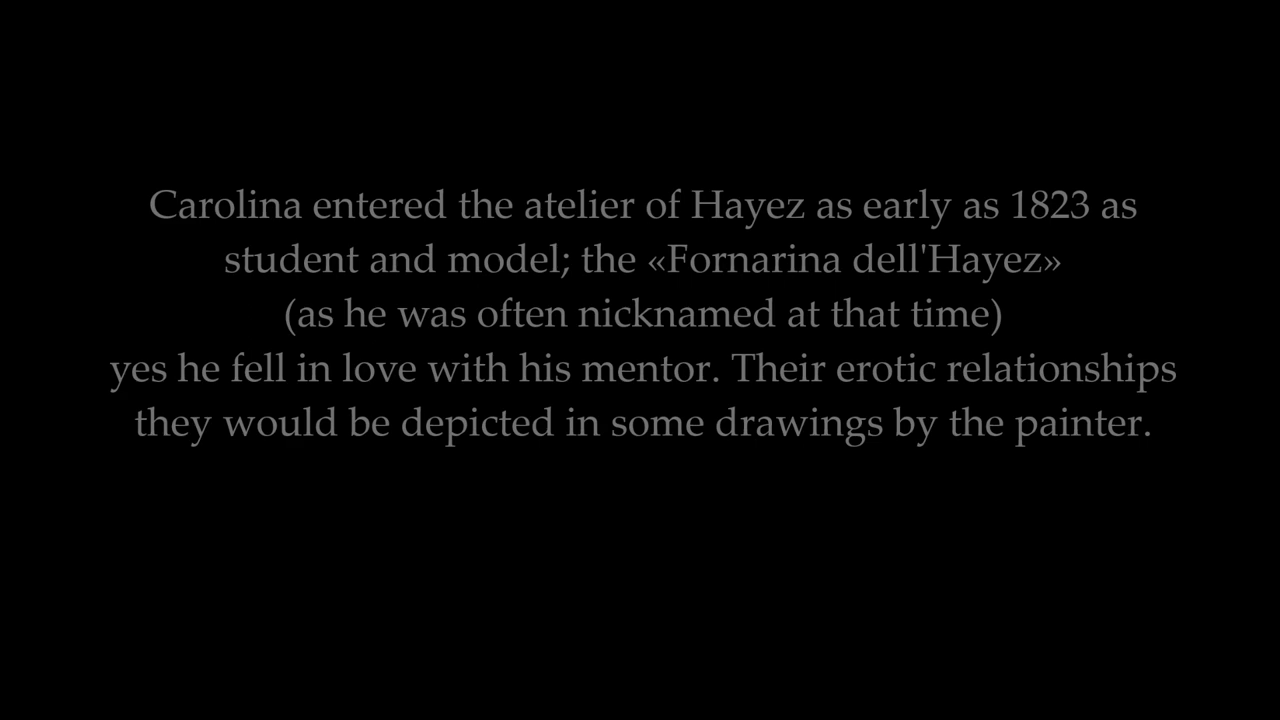 Carolina entered the atelier of Hayez as early as 1823 as
student and model; the «Fornarina dell'Hayez»
(as he was often nicknamed at that time)
yes he fell in love with his mentor. Their erotic relationships
they would be depicted in some drawings by the painter.